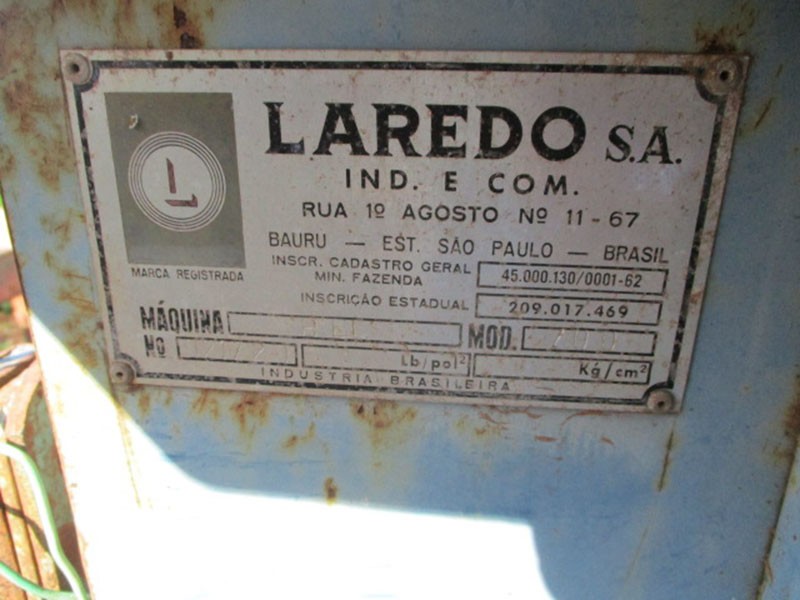 L
MARCA REGISTRADA
LAREDO S.A.
IND. E COM.
RUA 1º AGOSTO Nº 11-67
BAURU — EST. SÃO PAULO — BRASIL
INSCR. CADASTRO GERAL
MIN. FAZENDA 45.000.130/0001-62
INSCRIÇÃO ESTADUAL 209.017.469
MÁQUINA MOD.
Nº Lb/pol² Kg/cm²
INDUSTRIA BRASILEIRA